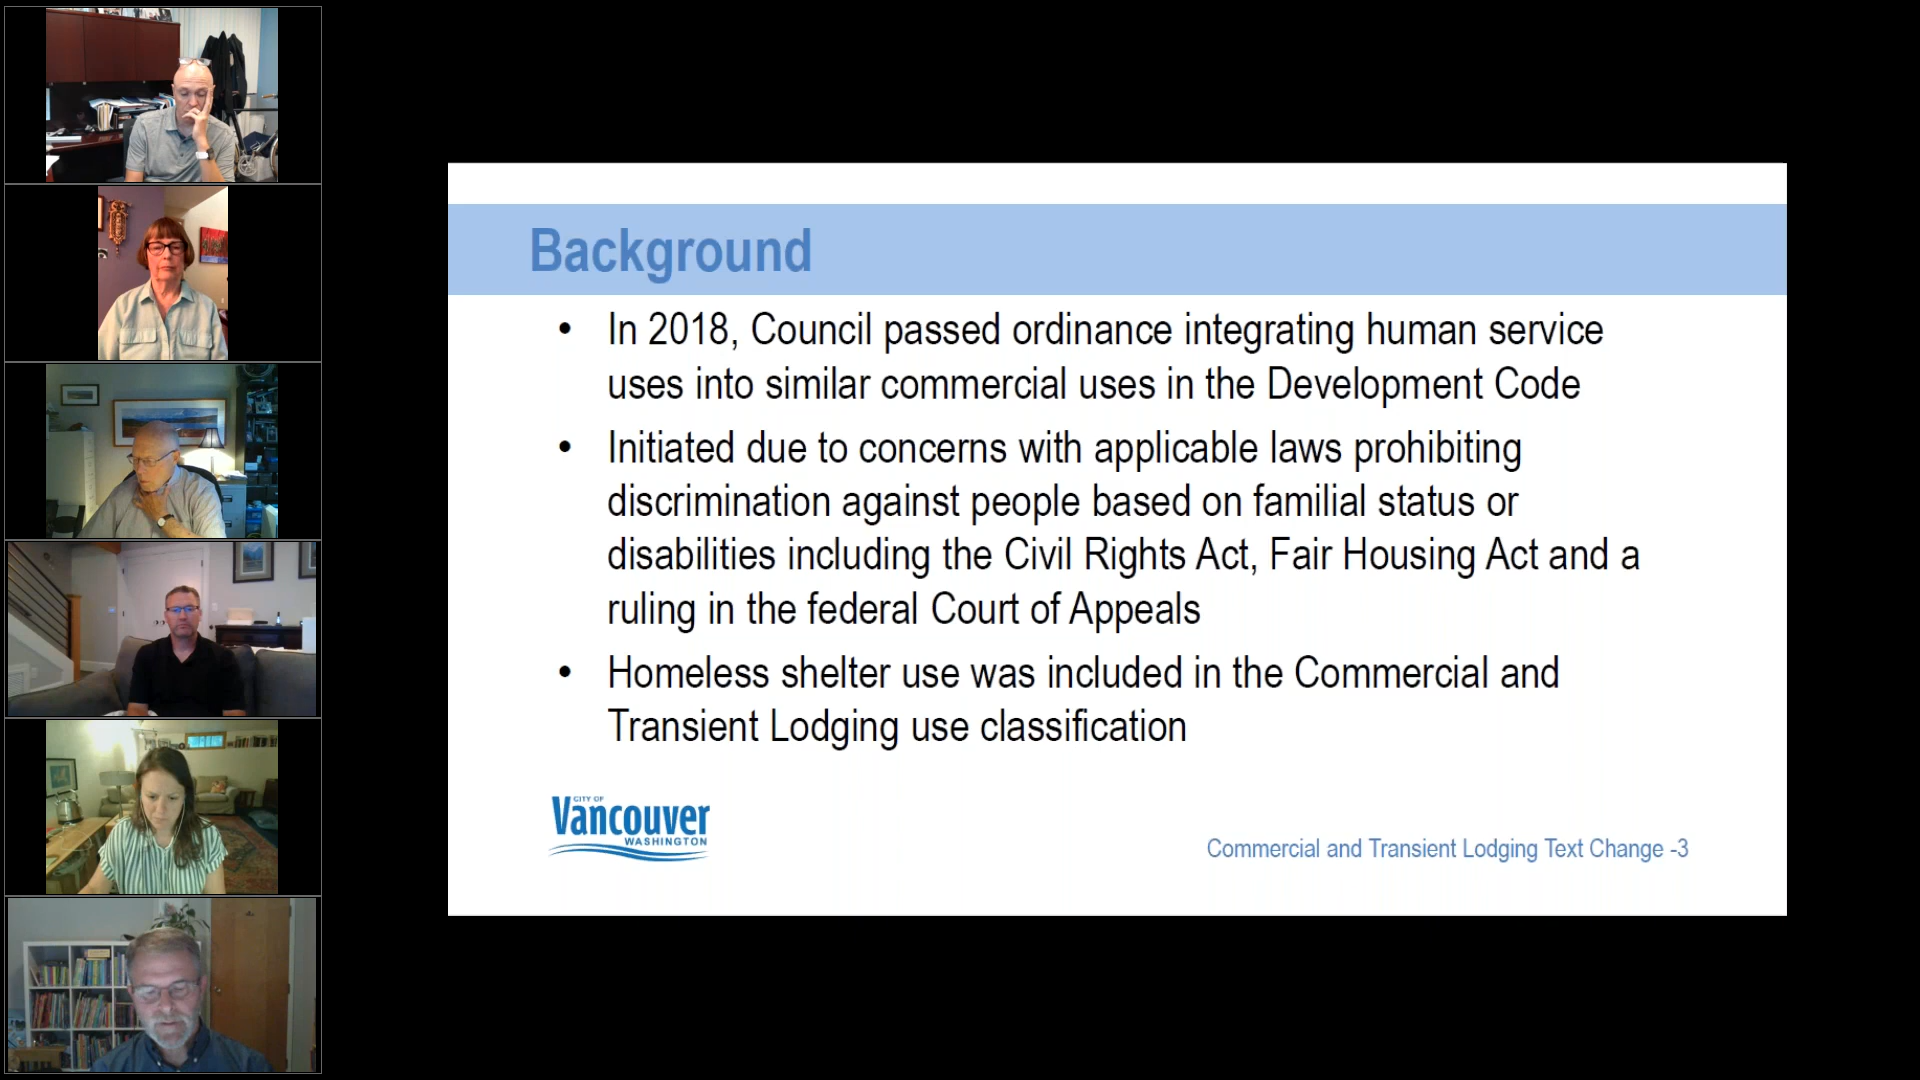 Background
• In 2018, Council passed ordinance integrating human service
uses into similar commercial uses in the Development Code
• Initiated due to concerns with applicable laws prohibiting
discrimination against people based on familial status or
disabilities including the Civil Rights Act, Fair Housing Act and a
ruling in the federal Court of Appeals
• Homeless shelter use was included in the Commercial and
Transient Lodging use classification
CITY OF
Vancouver
WASHINGTON
Commercial and Transient Lodging Text Change -3